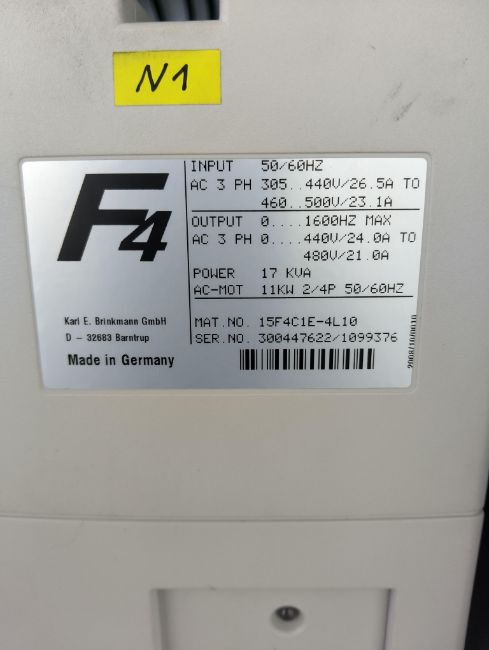 N1
F4
INPUT 50/60HZ
AC 3 PH 305..440V/26.5A TO
460..500V/23.1A
OUTPUT 0....1600HZ MAX
AC 3 PH 0....440V/24.0A TO
480V/21.0A
POWER 17 KVA
AC-MOT 11KW 2/4P 50/60HZ
Karl E. Brinkmann GmbH
D - 32683 Barntrup
Made in Germany
MAT.NO. 15F4C1E-4L10
SER.NO. 300447622/1099376